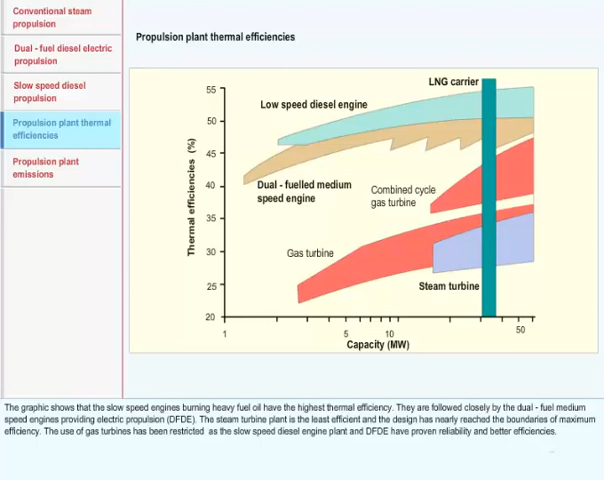 Conventional steam
propulsion
Dual - fuel diesel electric
propulsion
Slow speed diesel
propulsion
Propulsion plant thermal
efficiencies
Propulsion plant
emissions
Propulsion plant thermal efficiencies
LNG carrier
Low speed diesel engine
Dual - fuelled medium
speed engine
Combined cycle
gas turbine
Gas turbine
Steam turbine
Thermal efficiencies (%)
55
50
45
40
35
30
25
20
1
5
10
50
Capacity (MW)
The graphic shows that the slow speed engines burning heavy fuel oil have the highest thermal efficiency. They are followed closely by the dual - fuel medium
speed engines providing electric propulsion (DFDE). The steam turbine plant is the least efficient and the design has nearly reached the boundaries of maximum
efficiency. The use of gas turbines has been restricted as the slow speed diesel engine plant and DFDE have proven reliability and better efficiencies.